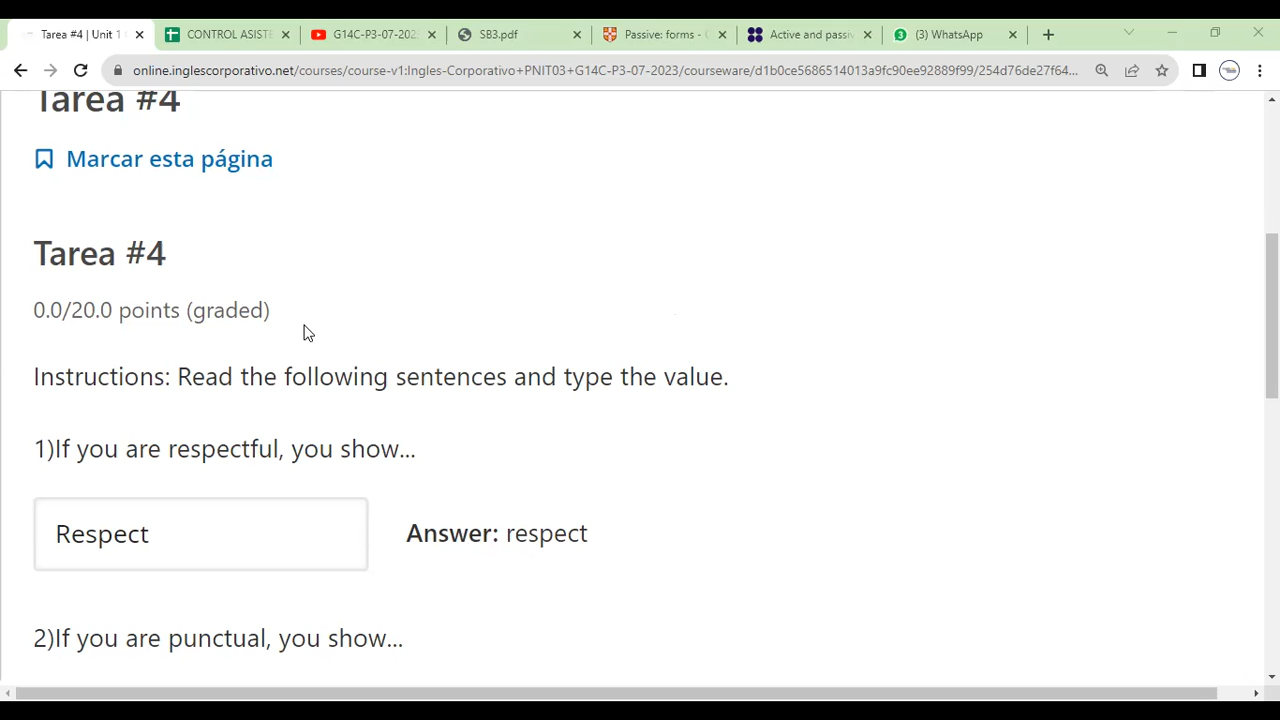 Tarea #4 | Unit 1
CONTROL ASISTE
G14C-P3-07-202
SB3.pdf
Passive: forms -
Active and passiv
(3) WhatsApp
online.inglescorporativo.net/courses/course-v1:Ingles-Corporativo+PNIT03+G14C-P3-07-2023/courseware/d1b0ce5686514013a9fc90ee92889f99/254d76de27f64...
Tarea #4
Marcar esta página
Tarea #4
0.0/20.0 points (graded)
Instructions: Read the following sentences and type the value.
1)If you are respectful, you show...
Respect
Answer: respect
2)If you are punctual, you show...